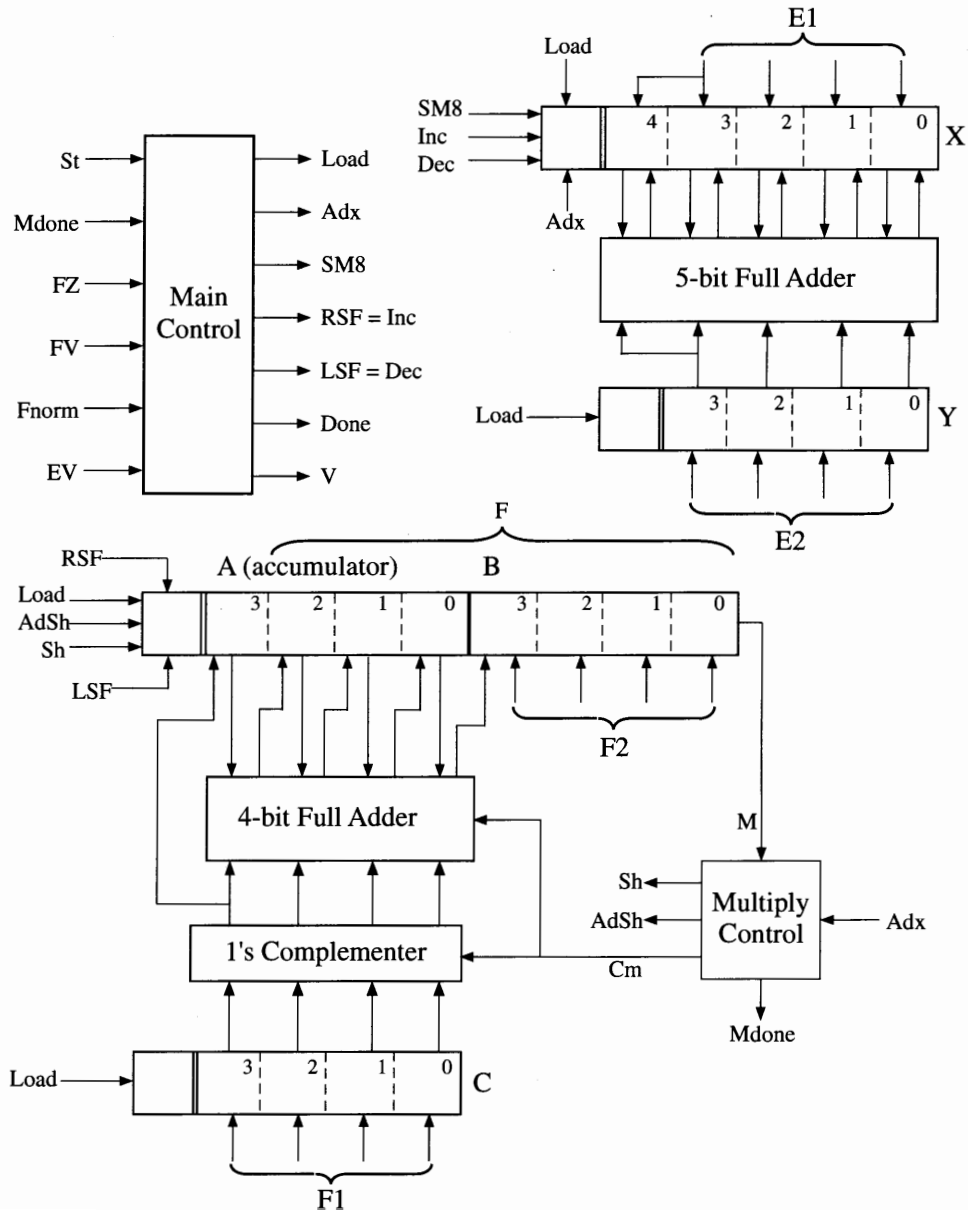 E1
Load
SM8
Inc
Dec
4 3 2 1 0
X
Adx
5-bit Full Adder
3 2 1 0
Load
Y
E2
St
Mdone
FZ
FV
Fnorm
EV
Main
Control
Load
Adx
SM8
RSF = Inc
LSF = Dec
Done
V
F
RSF
A (accumulator)
B
Load
AdSh
Sh
LSF
3 2 1 0 3 2 1 0
F2
4-bit Full Adder
M
Sh
AdSh
Multiply
Control
Adx
Cm
Mdone
1's Complementer
Load
3 2 1 0
C
F1